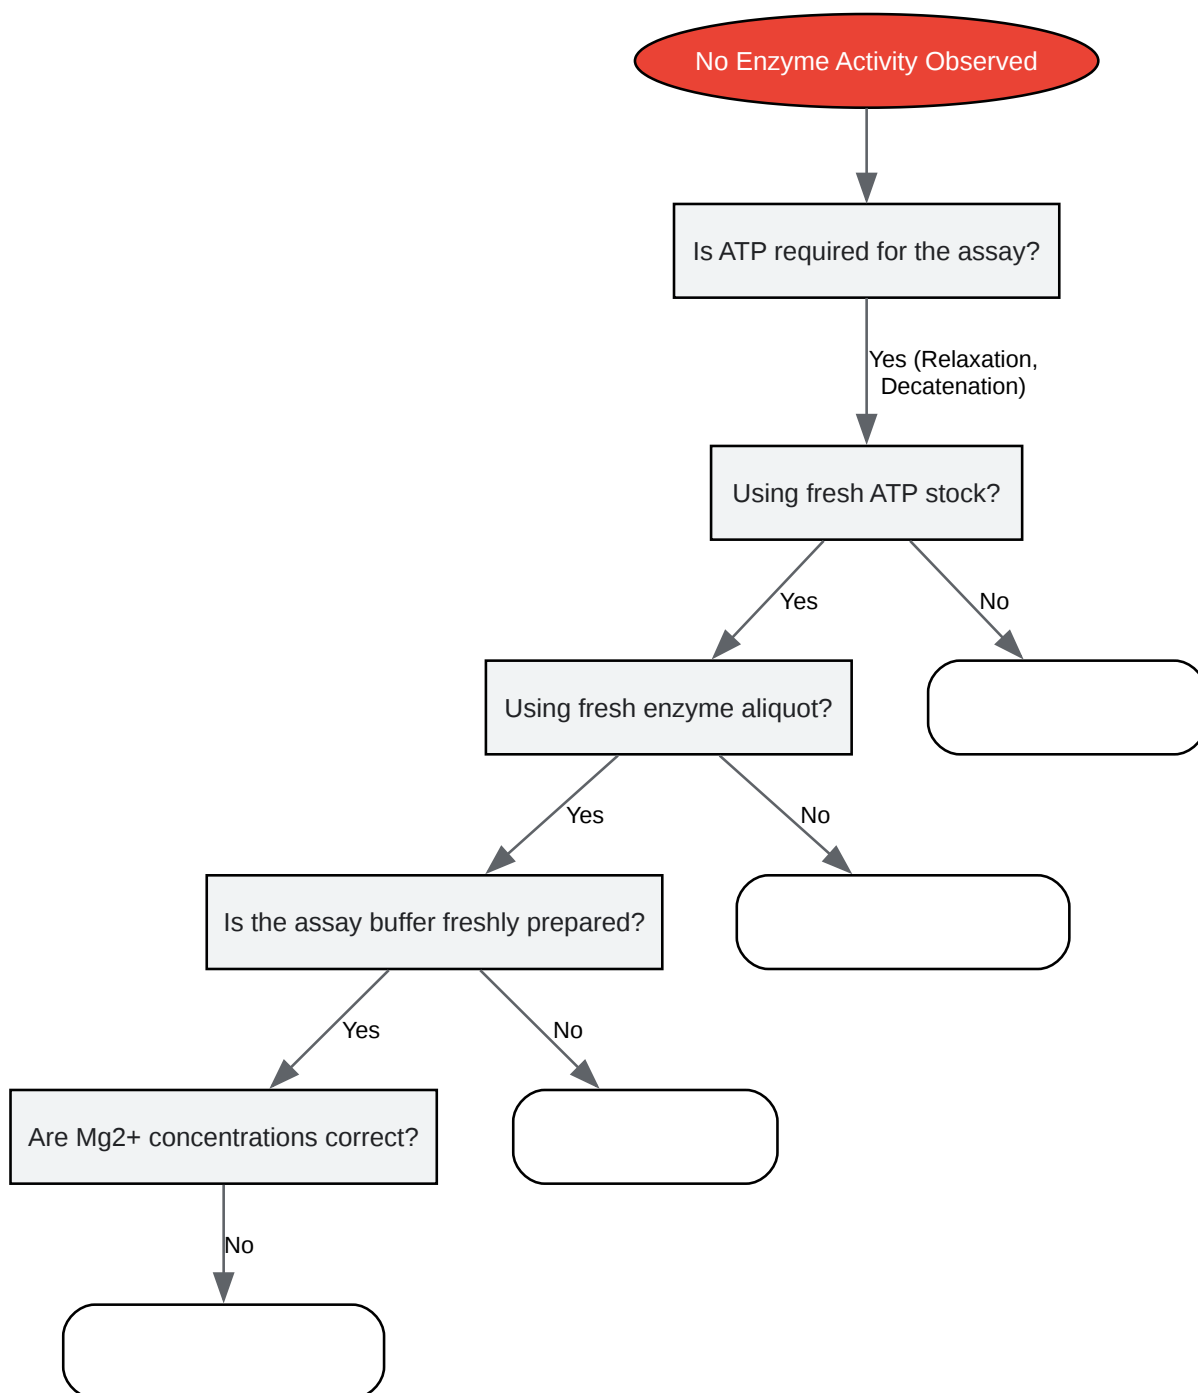 No Enzyme Activity Observed
Is ATP required for the assay?
Yes (Relaxation,
Decatenation)
Using fresh ATP stock?
Yes
No
Using fresh enzyme aliquot?
Yes
No
Is the assay buffer freshly prepared?
Yes
No
Are Mg2+ concentrations correct?
No